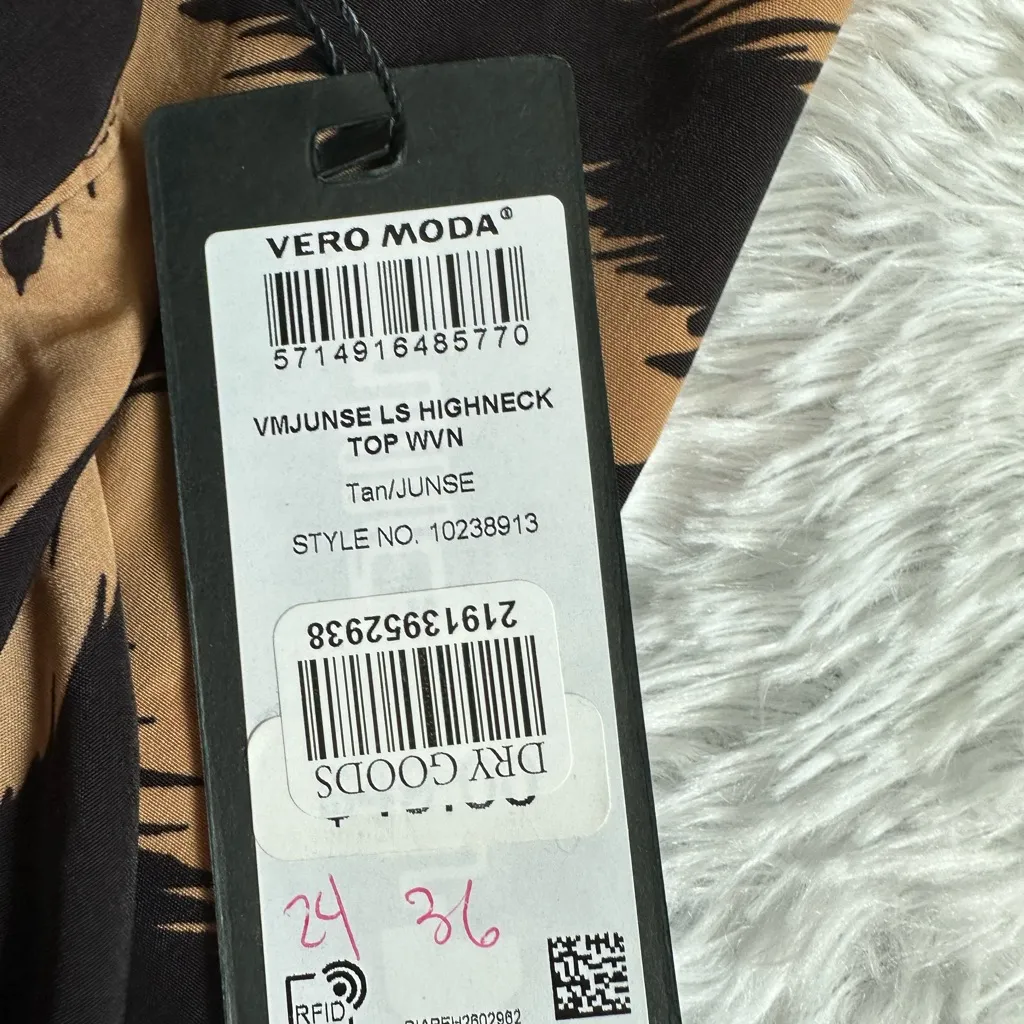 VERO MODA®
5714916485770
VMJUNSE LS HIGHNECK
TOP WVN
Tan/JUNSE
STYLE NO. 10238913
21913952938
DRY GOODS
24 36
RFID